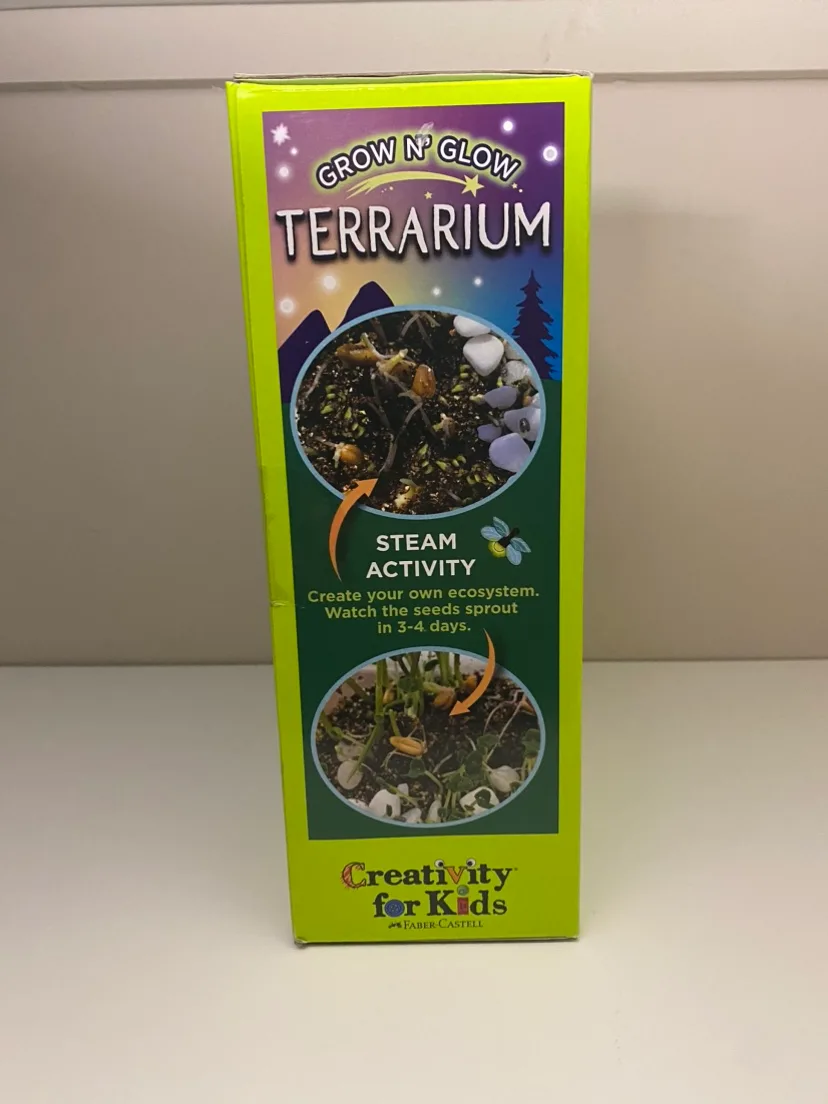 GROW N' GLOW
TERRARIUM
STEAM
ACTIVITY
Create your own ecosystem.
Watch the seeds sprout
in 3-4 days.
Creativity™
for Kids
FABER-CASTELL